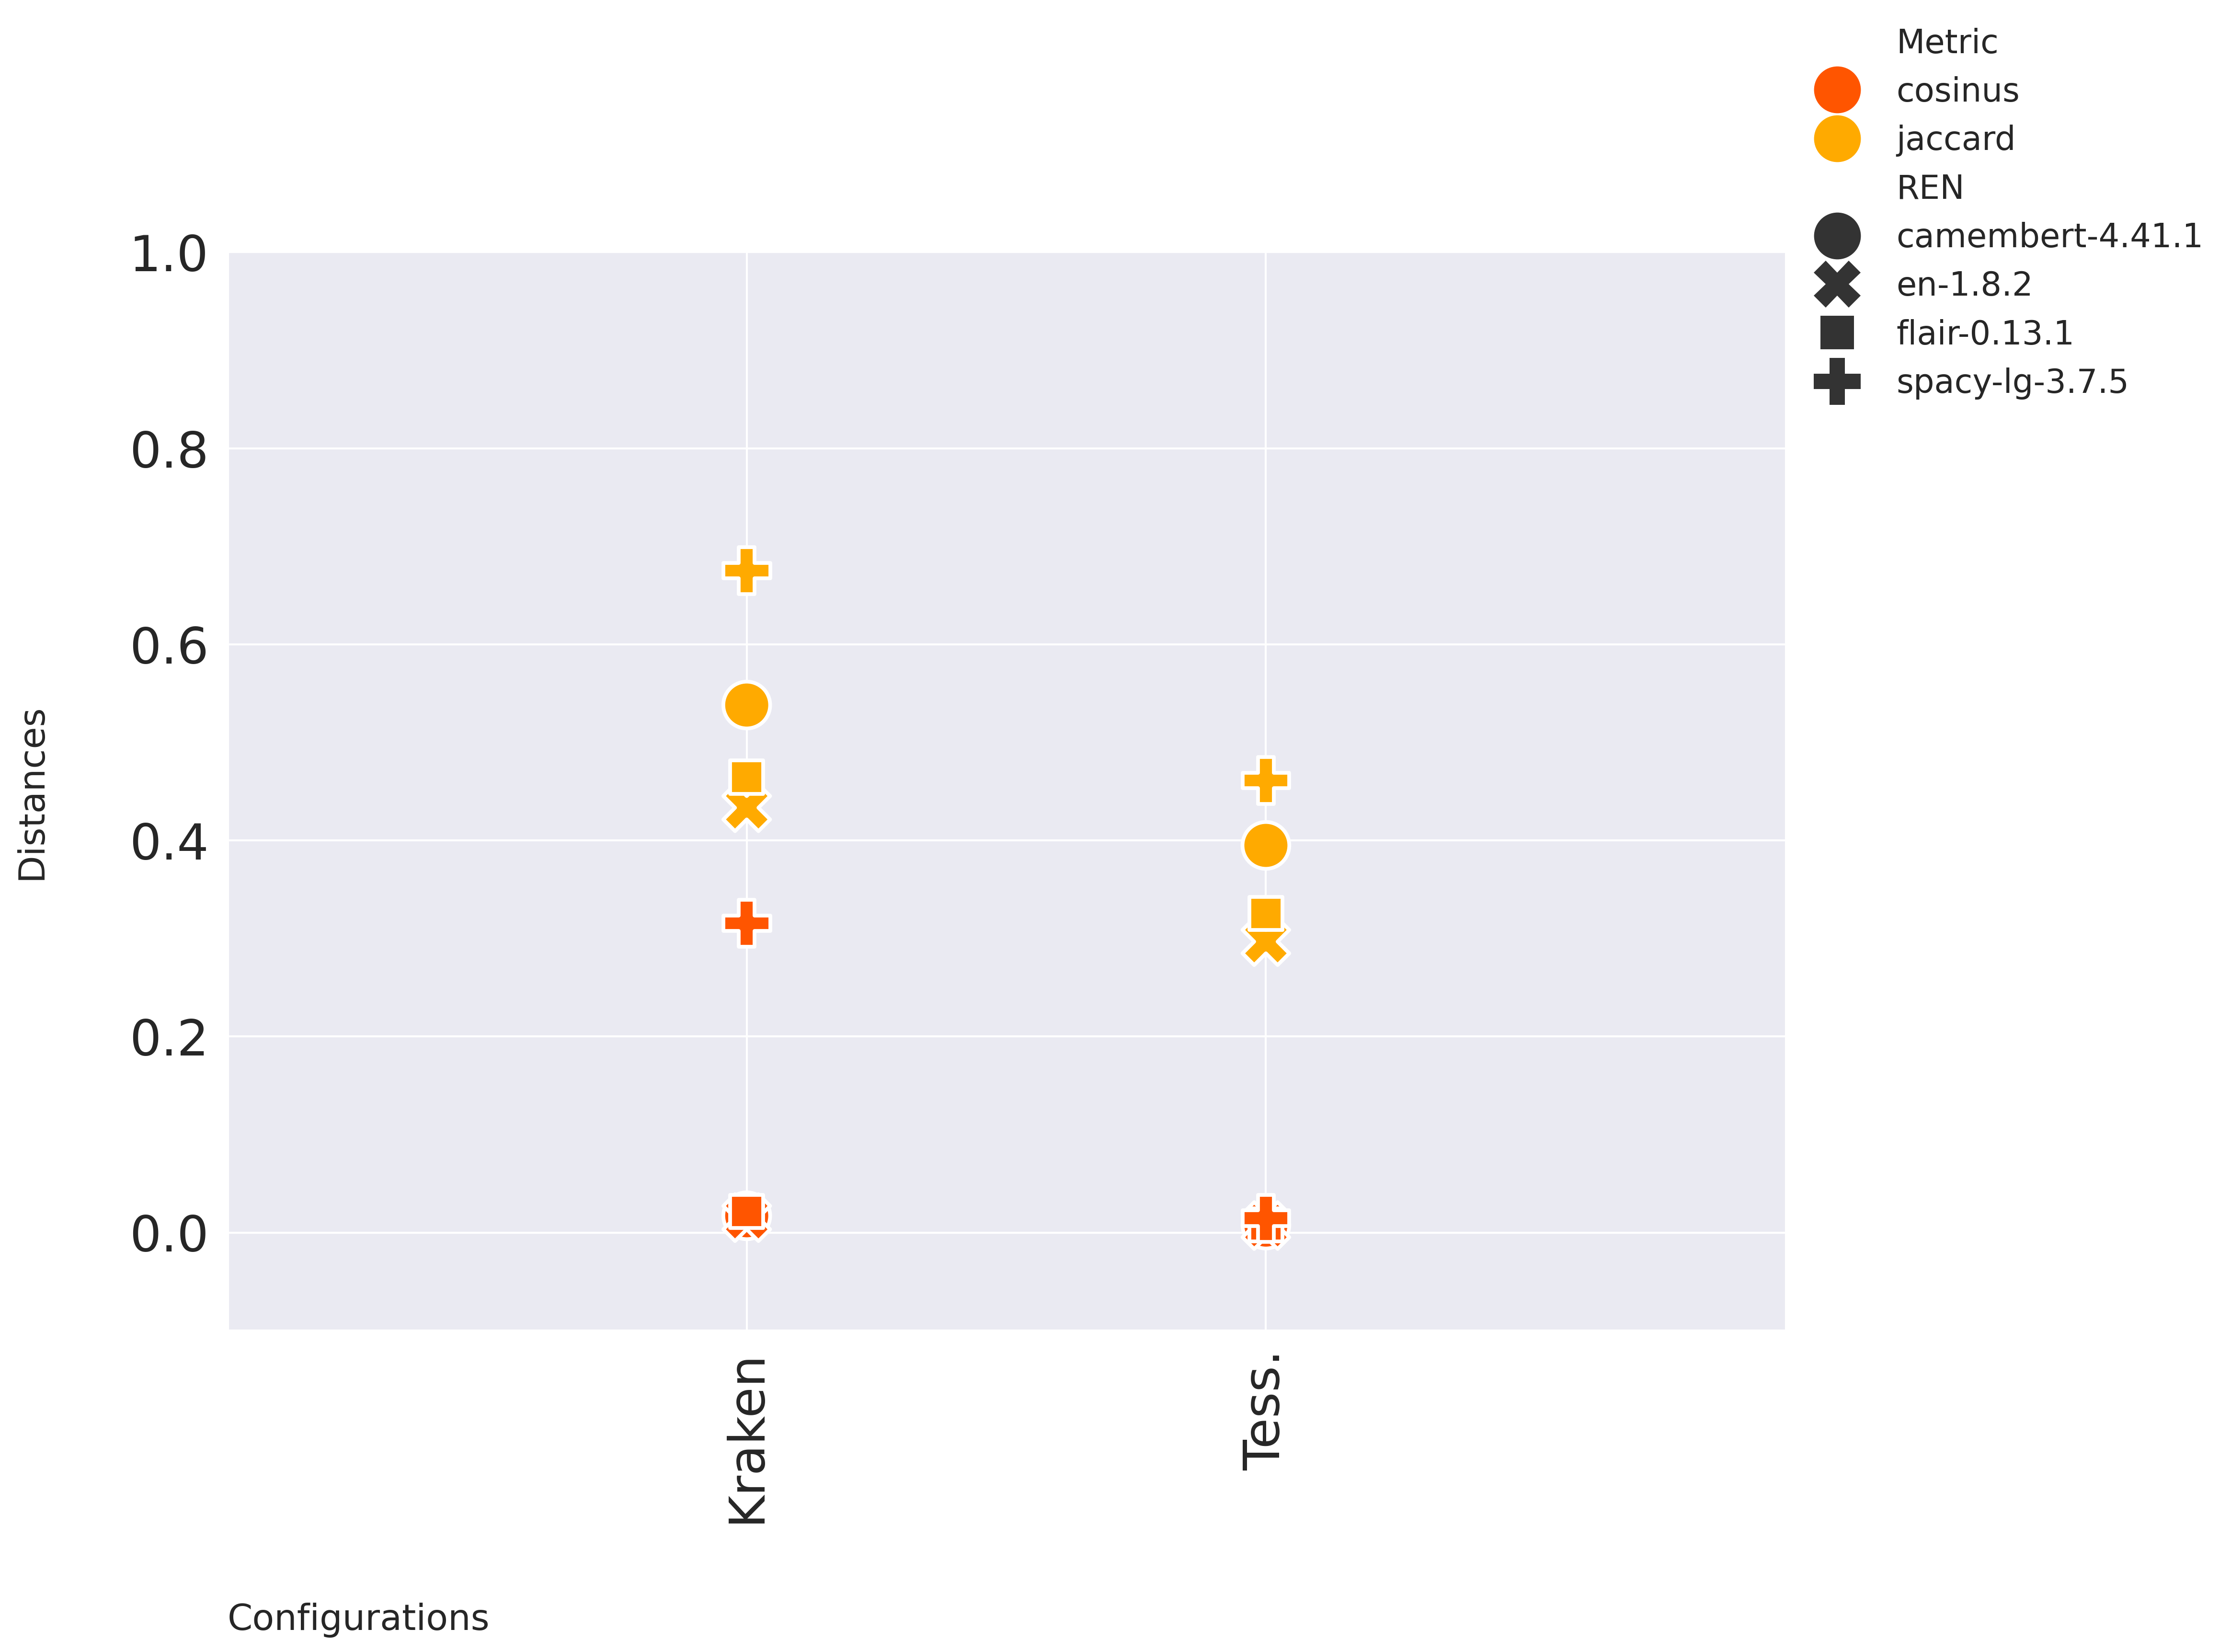 Metric
cosinus
jaccard
REN
camembert-4.41.1
en-1.8.2
flair-0.13.1
spacy-lg-3.7.5
1.0
0.8
0.6
0.4
0.2
0.0
Distances
Kraken
Tess.
Configurations